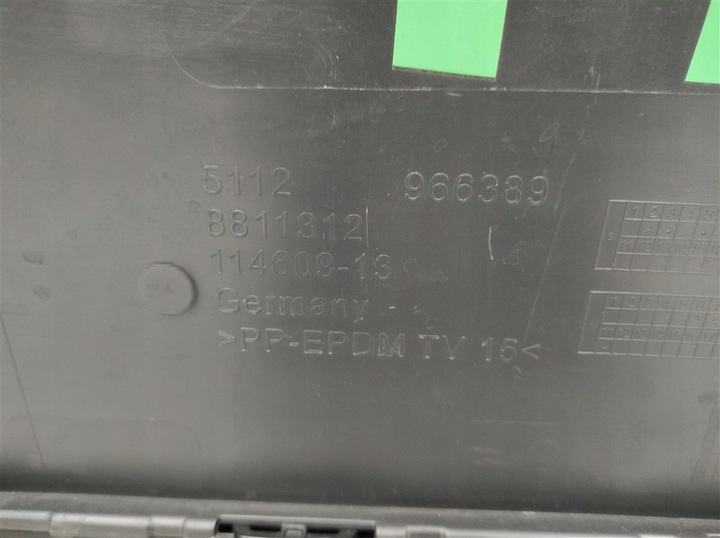 5112 966389
8811312
114609-13
Germany
>PP-EPDM TV 15<